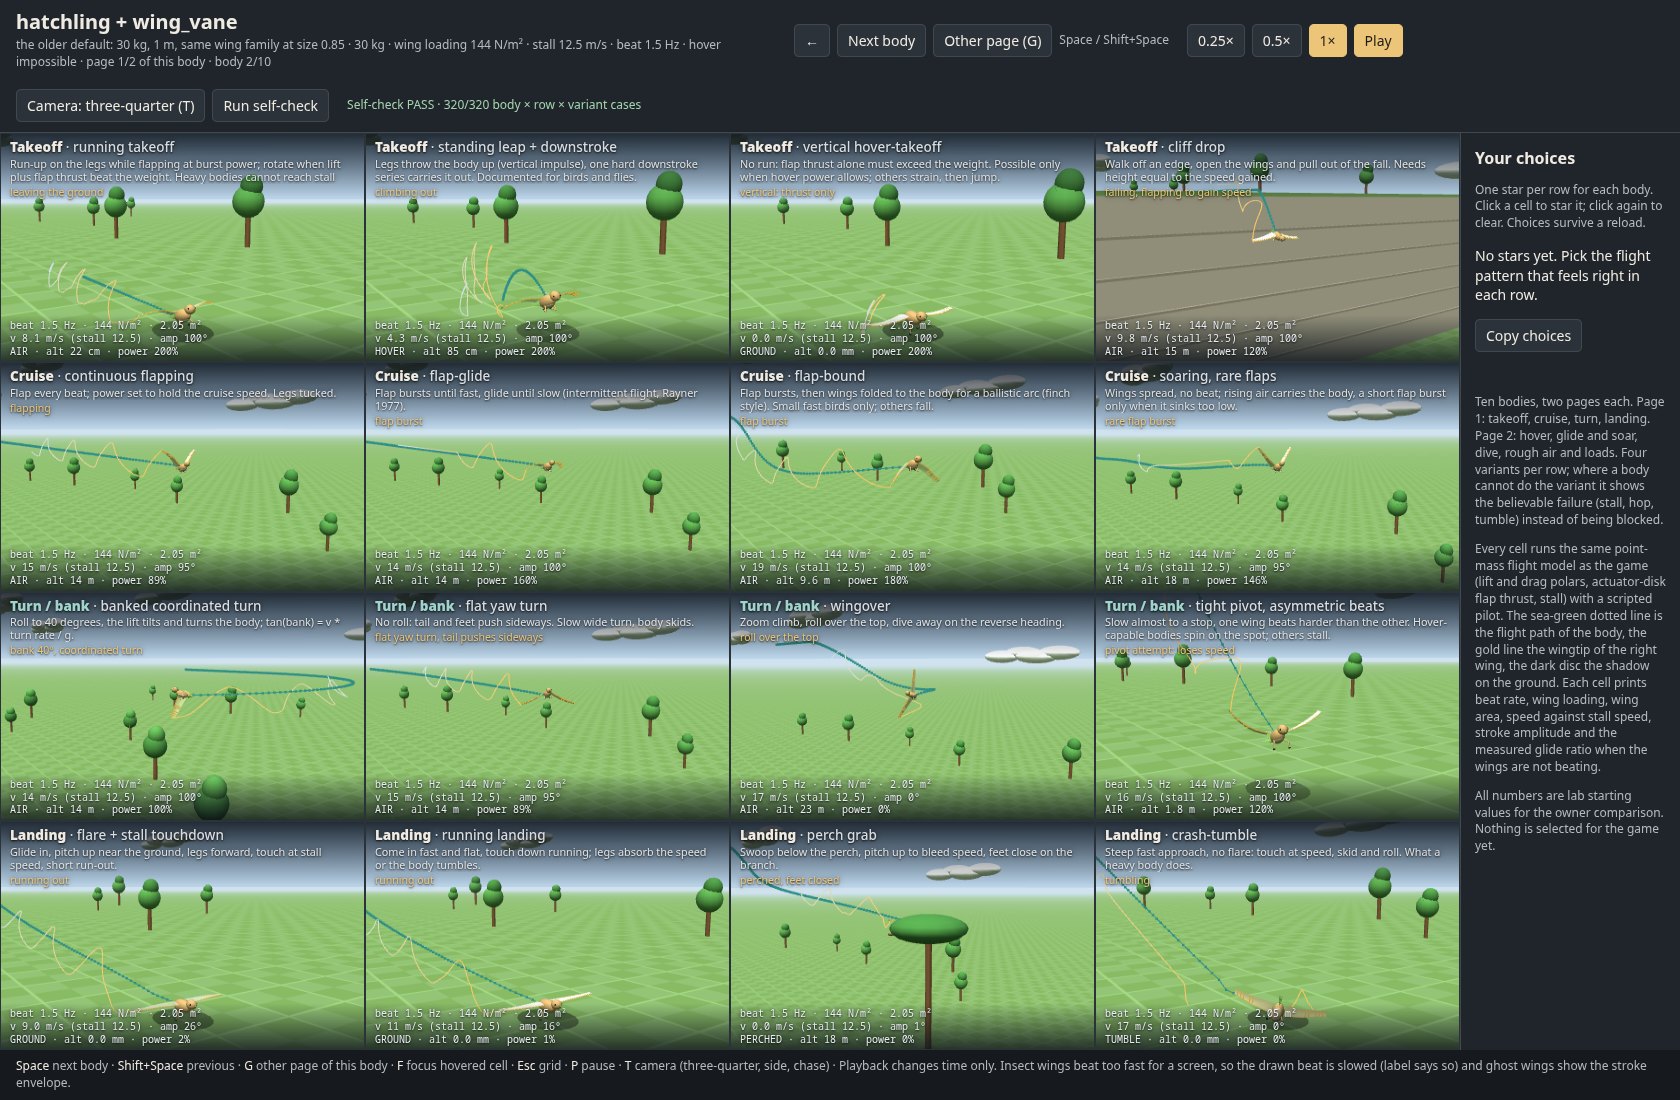 hatchling + wing_vane
the older default: 30 kg, 1 m, same wing family at size 0.85 · 30 kg · wing loading 144 N/m² · stall 12.5 m/s · beat 1.5 Hz · hover
impossible · page 1/2 of this body · body 2/10
← Next body Other page (G) Space / Shift+Space 0.25× 0.5× 1× Play
Camera: three-quarter (T) Run self-check Self-check PASS · 320/320 body × row × variant cases
Takeoff · running takeoff
Run-up on the legs while flapping at burst power; rotate when lift
plus flap thrust beat the weight. Heavy bodies cannot reach stall
leaving the ground
beat 1.5 Hz · 144 N/m² · 2.05 m²
v 8.1 m/s (stall 12.5) · amp 100°
AIR · alt 22 cm · power 200%
Takeoff · standing leap + downstroke
Legs throw the body up (vertical impulse), one hard downstroke
series carries it out. Documented for birds and flies.
climbing out
beat 1.5 Hz · 144 N/m² · 2.05 m²
v 4.3 m/s (stall 12.5) · amp 100°
HOVER · alt 85 cm · power 200%
Takeoff · vertical hover-takeoff
No run: flap thrust alone must exceed the weight. Possible only
when hover power allows; others strain, then jump.
vertical: thrust only
beat 1.5 Hz · 144 N/m² · 2.05 m²
v 0.0 m/s (stall 12.5) · amp 100°
GROUND · alt 0.0 mm · power 200%
Takeoff · cliff drop
Walk off an edge, open the wings and pull out of the fall. Needs
height equal to the speed gained.
falling, flapping to gain speed
beat 1.5 Hz · 144 N/m² · 2.05 m²
v 9.8 m/s (stall 12.5) · amp 100°
AIR · alt 15 m · power 120%
Cruise · continuous flapping
Flap every beat; power set to hold the cruise speed. Legs tucked.
flapping
beat 1.5 Hz · 144 N/m² · 2.05 m²
v 15 m/s (stall 12.5) · amp 95°
AIR · alt 14 m · power 89%
Cruise · flap-glide
Flap bursts until fast, glide until slow (intermittent flight, Rayner
1977).
flap burst
beat 1.5 Hz · 144 N/m² · 2.05 m²
v 14 m/s (stall 12.5) · amp 100°
AIR · alt 14 m · power 160%
Cruise · flap-bound
Flap bursts, then wings folded to the body for a ballistic arc (finch
style). Small fast birds only; others fall.
flap burst
beat 1.5 Hz · 144 N/m² · 2.05 m²
v 19 m/s (stall 12.5) · amp 100°
AIR · alt 9.6 m · power 180%
Cruise · soaring, rare flaps
Wings spread, no beat; rising air carries the body, a short flap burst
only when it sinks too low.
rare flap burst
beat 1.5 Hz · 144 N/m² · 2.05 m²
v 14 m/s (stall 12.5) · amp 95°
AIR · alt 18 m · power 146%
Turn / bank · banked coordinated turn
Roll to 40 degrees, the lift tilts and turns the body; tan(bank) = v *
turn rate / g.
bank 40°, coordinated turn
beat 1.5 Hz · 144 N/m² · 2.05 m²
v 14 m/s (stall 12.5) · amp 100°
AIR · alt 14 m · power 100%
Turn / bank · flat yaw turn
No roll: tail and feet push sideways. Slow wide turn, body skids.
flat yaw turn, tail pushes sideways
beat 1.5 Hz · 144 N/m² · 2.05 m²
v 15 m/s (stall 12.5) · amp 95°
AIR · alt 14 m · power 89%
Turn / bank · wingover
Zoom climb, roll over the top, dive away on the reverse heading.
roll over the top
beat 1.5 Hz · 144 N/m² · 2.05 m²
v 17 m/s (stall 12.5) · amp 0°
AIR · alt 23 m · power 0%
Turn / bank · tight pivot, asymmetric beats
Slow almost to a stop, one wing beats harder than the other. Hover-
capable bodies spin on the spot; others stall.
pivot attempt: loses speed
beat 1.5 Hz · 144 N/m² · 2.05 m²
v 16 m/s (stall 12.5) · amp 100°
AIR · alt 1.8 m · power 120%
Landing · flare + stall touchdown
Glide in, pitch up near the ground, legs forward, touch at stall
speed, short run-out.
running out
beat 1.5 Hz · 144 N/m² · 2.05 m²
v 9.0 m/s (stall 12.5) · amp 26°
GROUND · alt 0.0 mm · power 2%
Landing · running landing
Come in fast and flat, touch down running; legs absorb the speed
or the body tumbles.
running out
beat 1.5 Hz · 144 N/m² · 2.05 m²
v 11 m/s (stall 12.5) · amp 16°
GROUND · alt 0.0 mm · power 1%
Landing · perch grab
Swoop below the perch, pitch up to bleed speed, feet close on the
branch.
perched, feet closed
beat 1.5 Hz · 144 N/m² · 2.05 m²
v 0.0 m/s (stall 12.5) · amp 1°
PERCHED · alt 18 m · power 0%
Landing · crash-tumble
Steep fast approach, no flare: touch at speed, skid and roll. What a
heavy body does.
tumbling
beat 1.5 Hz · 144 N/m² · 2.05 m²
v 17 m/s (stall 12.5) · amp 0°
TUMBLE · alt 0.0 mm · power 0%
Your choices
One star per row for each body.
Click a cell to star it; click again to
clear. Choices survive a reload.
No stars yet. Pick the flight
pattern that feels right in
each row.
Copy choices
Ten bodies, two pages each. Page
1: takeoff, cruise, turn, landing.
Page 2: hover, glide and soar,
dive, rough air and loads. Four
variants per row; where a body
cannot do the variant it shows
the believable failure (stall, hop,
tumble) instead of being blocked.
Every cell runs the same point-
mass flight model as the game
(lift and drag polars, actuator-disk
flap thrust, stall) with a scripted
pilot. The sea-green dotted line is
the flight path of the body, the
gold line the wingtip of the right
wing, the dark disc the shadow
on the ground. Each cell prints
beat rate, wing loading, wing
area, speed against stall speed,
stroke amplitude and the
measured glide ratio when the
wings are not beating.
All numbers are lab starting
values for the owner comparison.
Nothing is selected for the game
yet.
Space next body · Shift+Space previous · G other page of this body · F focus hovered cell · Esc grid · P pause · T camera (three-quarter, side, chase) · Playback changes time only. Insect wings beat too fast for a screen, so the drawn beat is slowed (label says so) and ghost wings show the stroke
envelope.